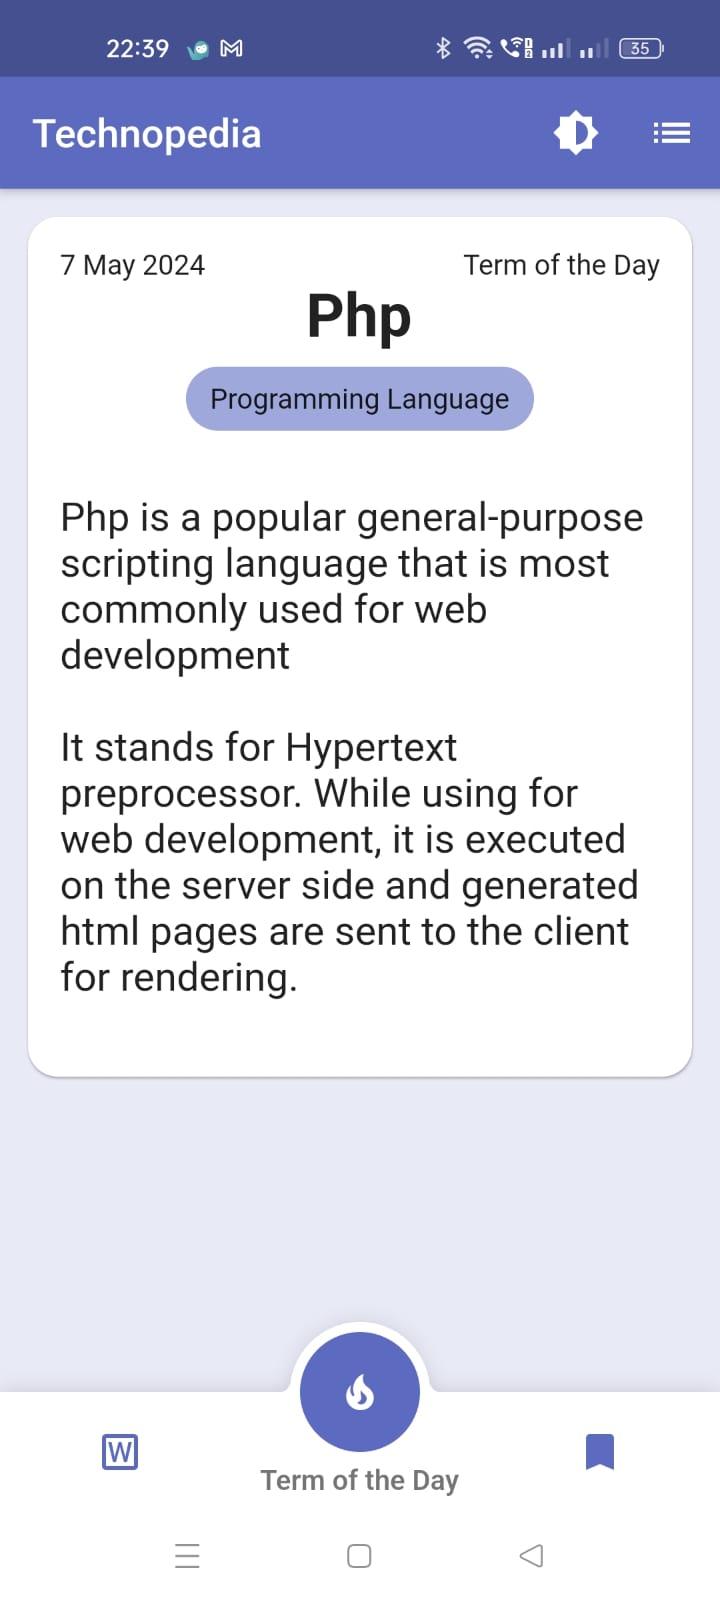 22:39
35
Technopedia
7 May 2024
Term of the Day
Php
Programming Language
Php is a popular general-purpose
scripting language that is most
commonly used for web
development
It stands for Hypertext
preprocessor. While using for
web development, it is executed
on the server side and generated
html pages are sent to the client
for rendering.
W
Term of the Day